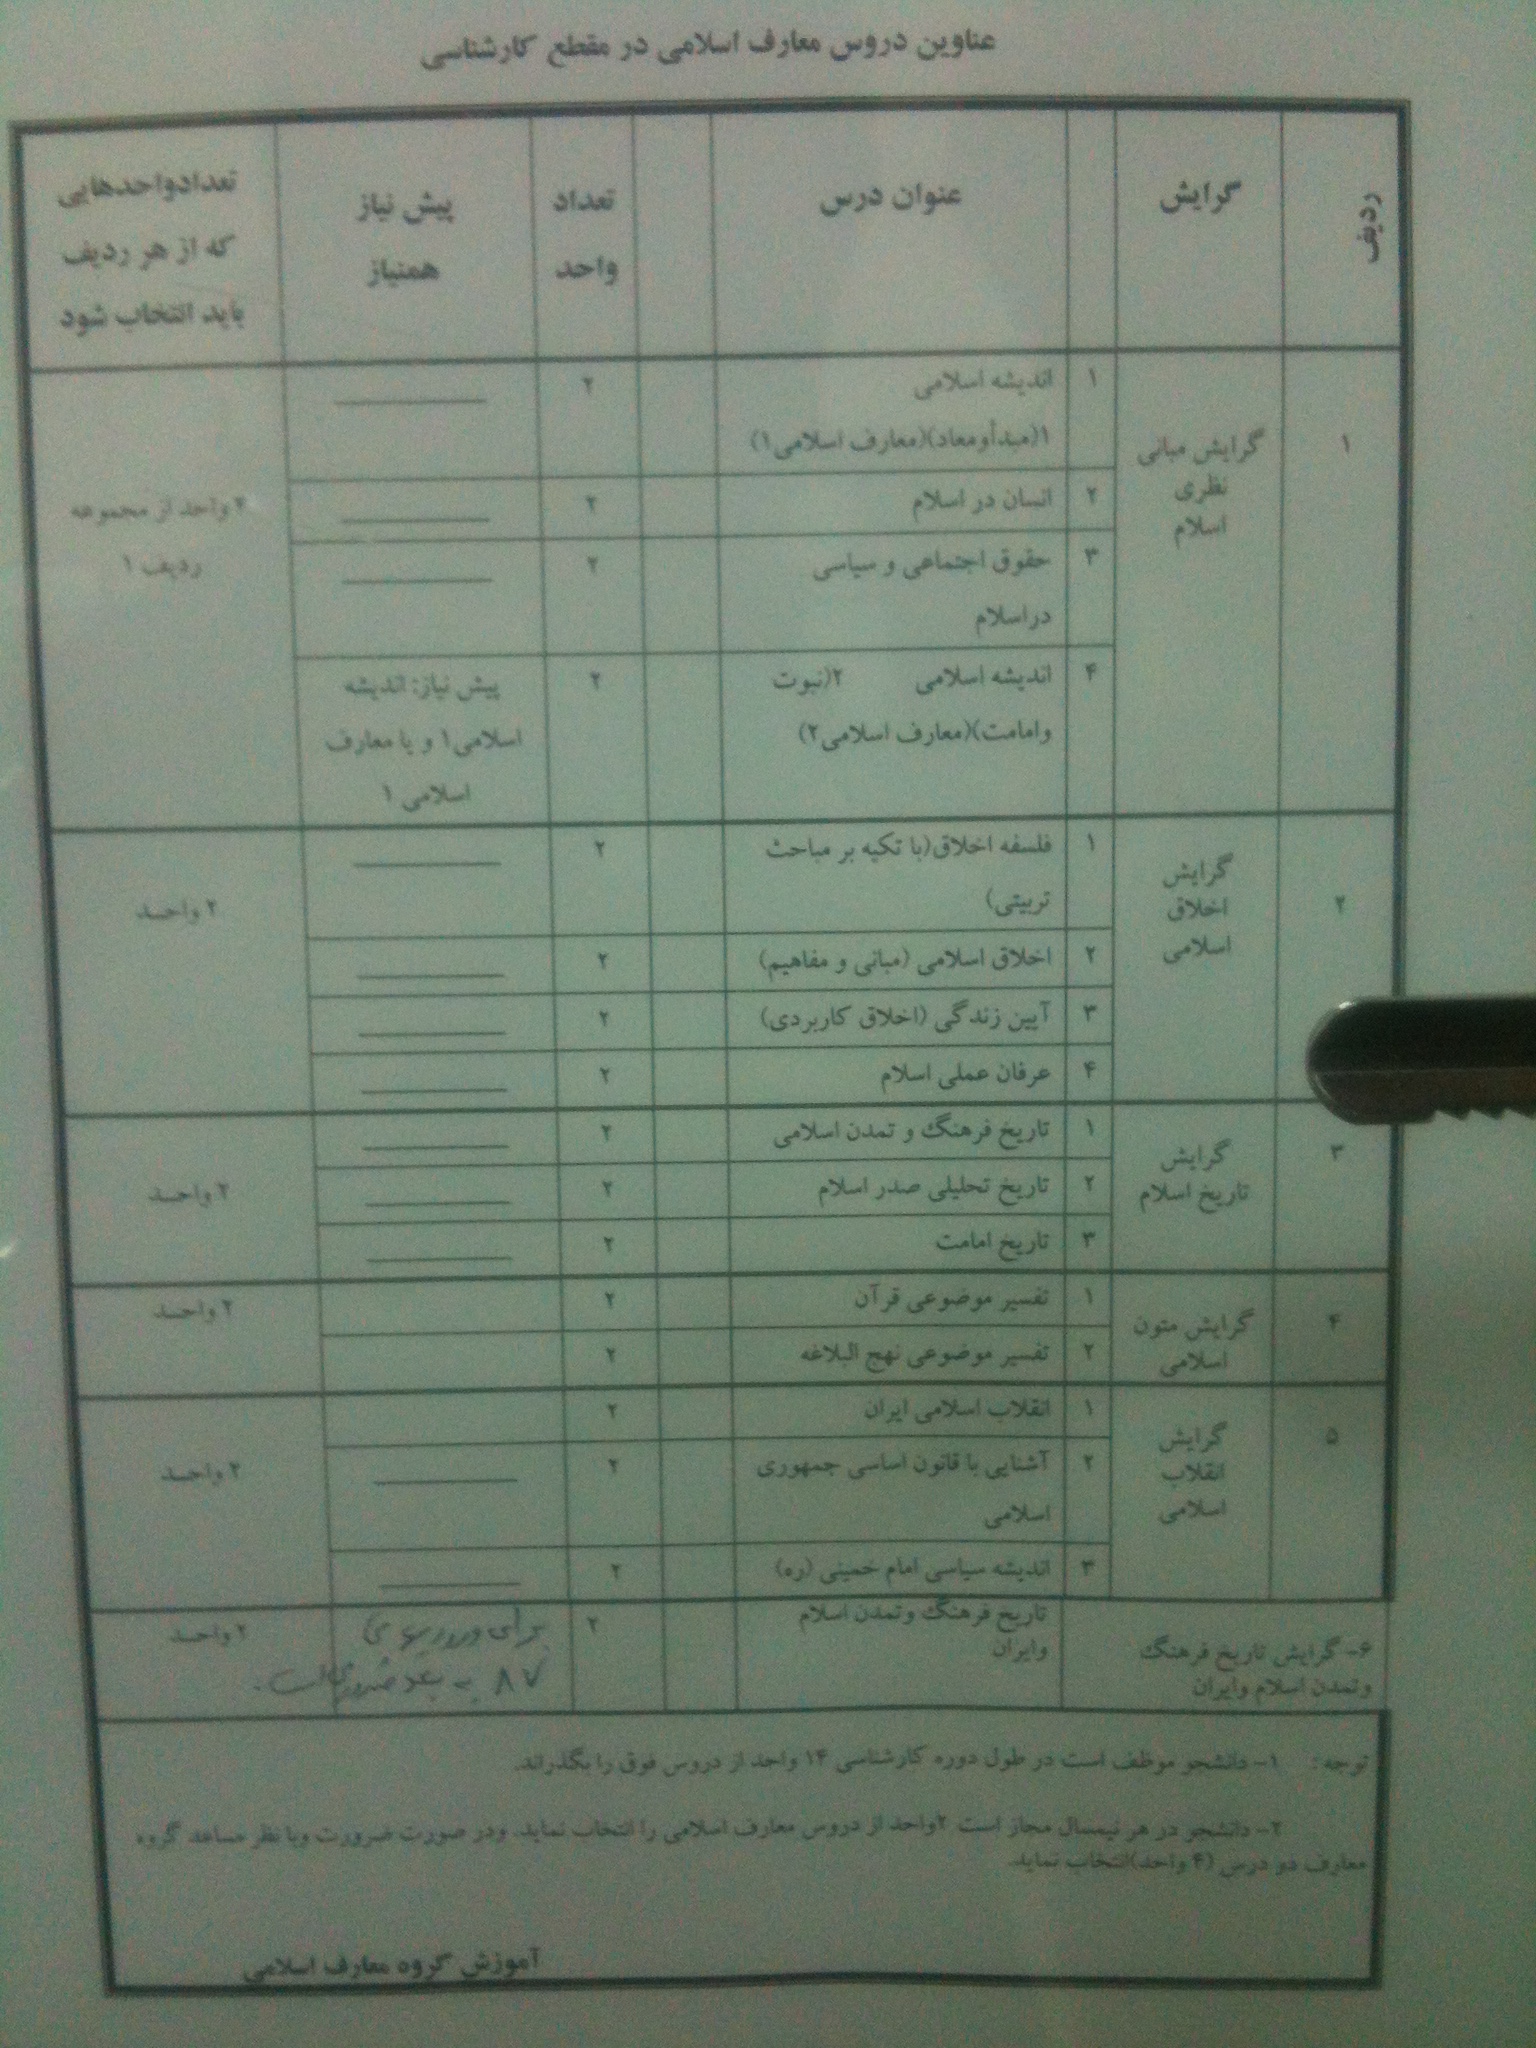 عناوین دروس معارف اسلامی در مقطع کارشناسی
ردیف
گرایش
عنوان درس
تعداد
واحد
پیش نیاز
همنیاز
تعدادواحدهایی
که از هر ردیف
باید انتخاب شود
۱
گرایش مبانی
نظری
اسلام
۱
اندیشه اسلامی
۱(مبدأومعاد)(معارف اسلامی۱)
۲
۲
انسان در اسلام
۲
۳
حقوق اجتماعی و سیاسی
دراسلام
۲
۴
اندیشه اسلامی ۲(نبوت
وامامت)(معارف اسلامی۲)
۲
پیش نیاز: اندیشه
اسلامی۱ و یا معارف
اسلامی ۱
واحد از مجموعه
ردیف ۱
۲
گرایش
اخلاق
اسلامی
۱
فلسفه اخلاق(با تکیه بر مباحث
تربیتی)
۲
۲
اخلاق اسلامی (مبانی و مفاهیم)
۲
۳
آیین زندگی (اخلاق کاربردی)
۲
۴
عرفان عملی اسلام
۲
۲ واحد
۳
گرایش
تاریخ اسلام
۱
تاریخ فرهنگ و تمدن اسلامی
۲
۲
تاریخ تحلیلی صدر اسلام
۲
۳
تاریخ امامت
۲
۲ واحد
۴
گرایش متون
اسلامی
۱
تفسیر موضوعی قرآن
۲
۲
تفسیر موضوعی نهج البلاغه
۲
۲ واحد
۵
گرایش
انقلاب
اسلامی
۱
انقلاب اسلامی ایران
۲
۲
آشنایی با قانون اساسی جمهوری
اسلامی
۲
۳
اندیشه سیاسی امام خمینی (ره)
۲
۲ واحد
۶- گرایش تاریخ فرهنگ
وتمدن اسلام وایران
تاریخ فرهنگ وتمدن اسلام
وایران
۲
برای ورودیهای
۸۷ به بعد ضروری است.
۲ واحد
توجه: ۱- دانشجو موظف است در طول دوره کارشناسی ۱۴ واحد از دروس فوق را بگذراند.
۲- دانشجو در هر نیمسال مجاز است ۲واحد از دروس معارف اسلامی را انتخاب نماید. ودر صورت ضرورت وبا نظر مساعد گروه
معارف دو درس (۴ واحد)انتخاب نماید.
آموزش گروه معارف اسلامی